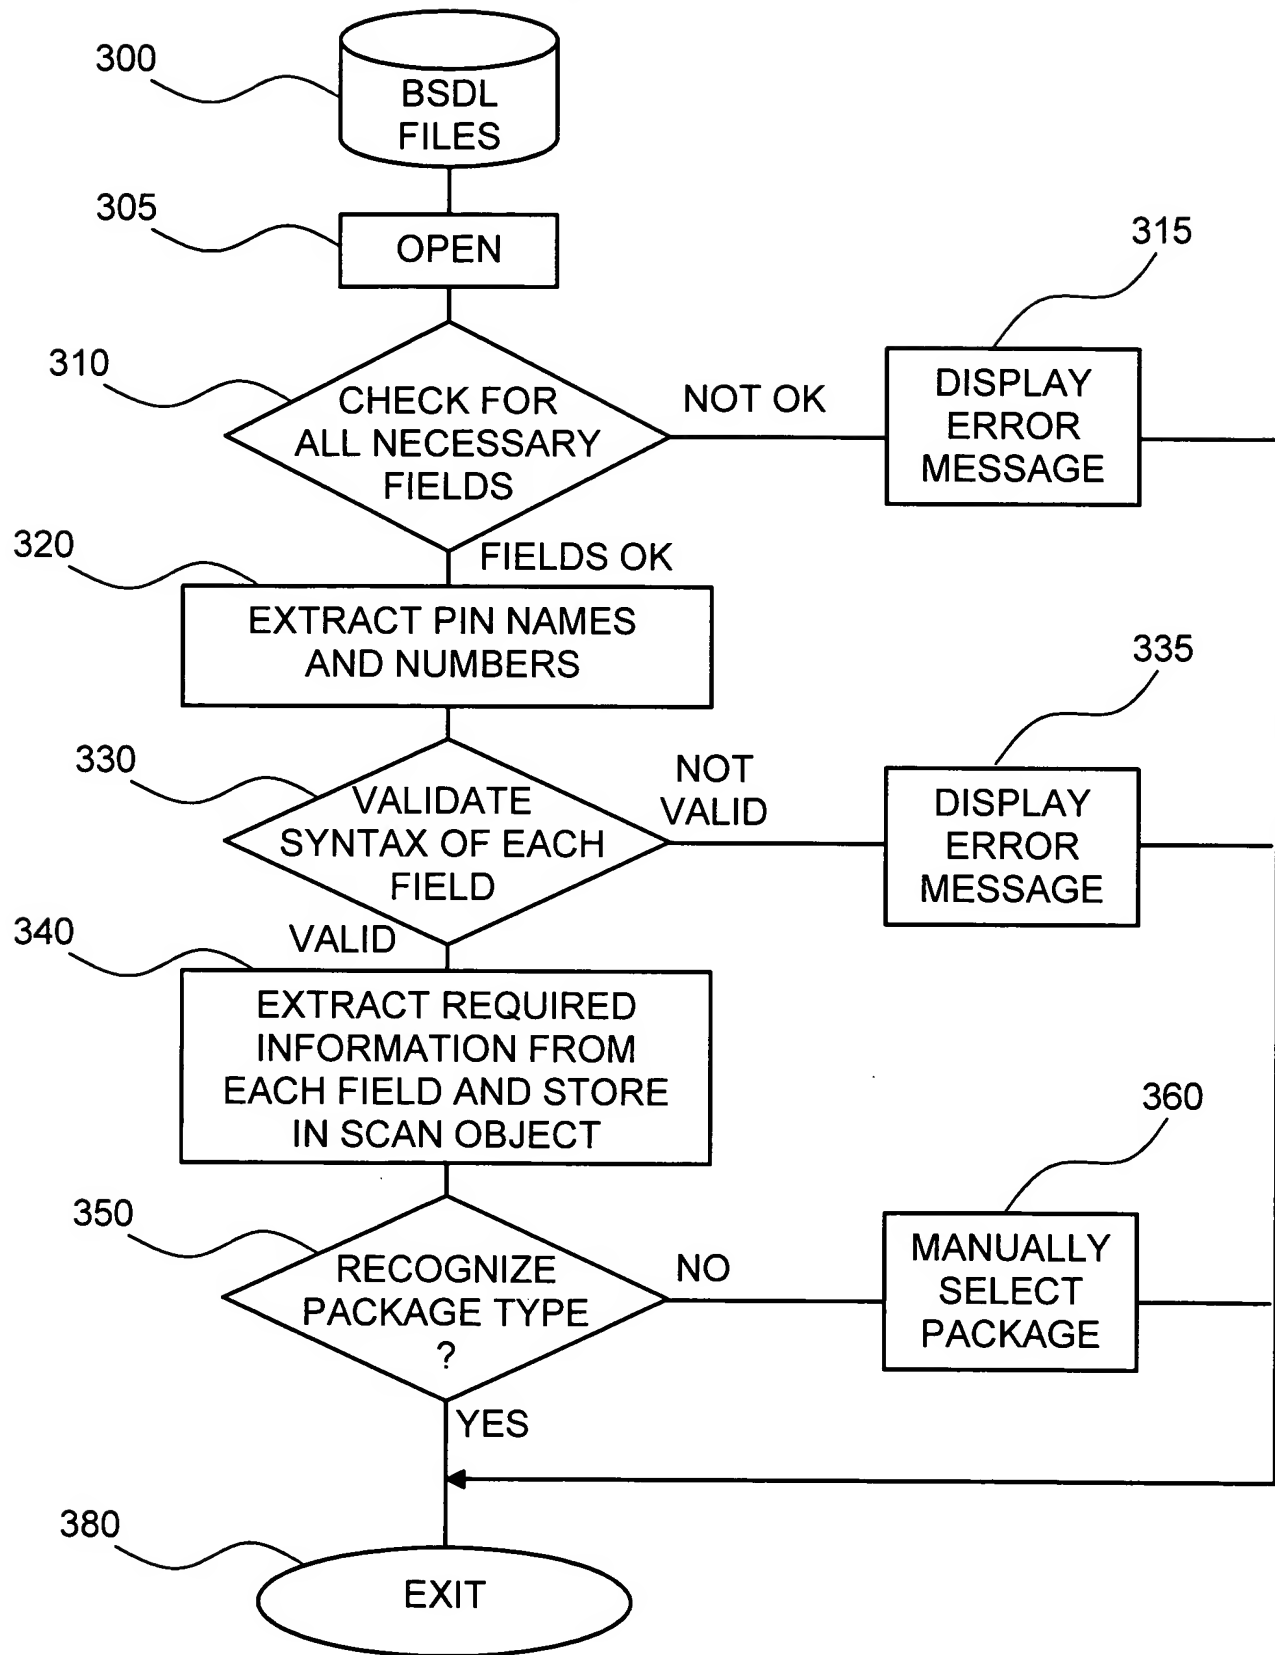 300
BSDL
FILES
305
OPEN
315
310
CHECK FOR
ALL NECESSARY
FIELDS
NOT OK
DISPLAY
ERROR
MESSAGE
320
FIELDS OK
EXTRACT PIN NAMES
AND NUMBERS
335
330
VALIDATE
SYNTAX OF EACH
FIELD
NOT
VALID
DISPLAY
ERROR
MESSAGE
340
VALID
EXTRACT REQUIRED
INFORMATION FROM
EACH FIELD AND STORE
IN SCAN OBJECT
360
350
RECOGNIZE
PACKAGE TYPE
?
NO
MANUALLY
SELECT
PACKAGE
YES
380
EXIT